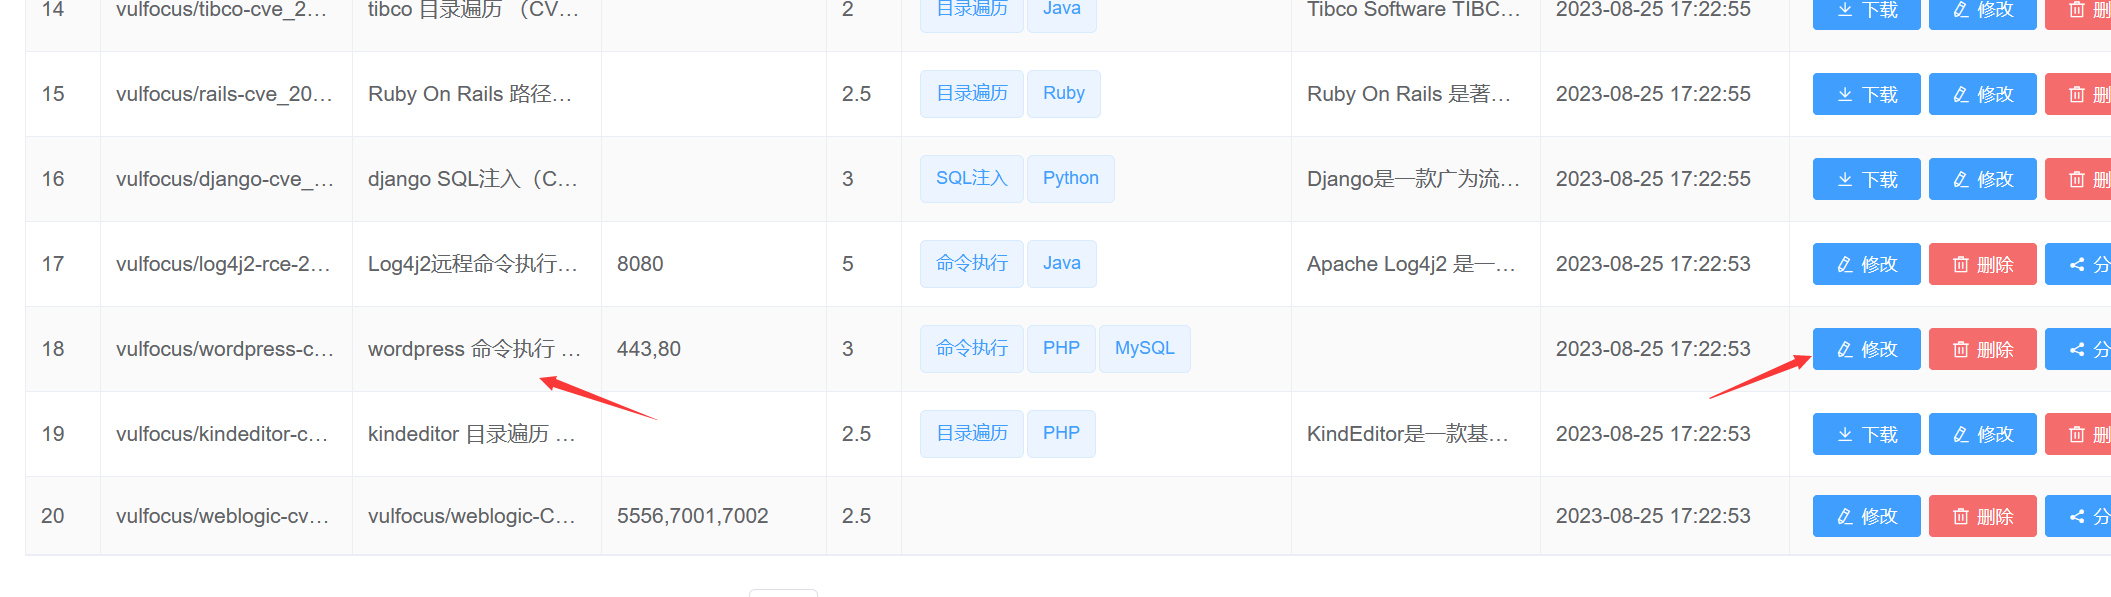 14 vulfocus/tibco-cve_2... tibco 目录遍历 （CV... 2 目录遍历 Java Tibco Software TIBC... 2023-08-25 17:22:55 下载 修改 删
15 vulfocus/rails-cve_20... Ruby On Rails 路径... 2.5 目录遍历 Ruby Ruby On Rails 是著... 2023-08-25 17:22:55 下载 修改 删
16 vulfocus/django-cve_... django SQL注入（C... 3 SQL注入 Python Django是一款广为流... 2023-08-25 17:22:55 下载 修改 删
17 vulfocus/log4j2-rce-2... Log4j2远程命令执行... 8080 5 命令执行 Java Apache Log4j2 是一... 2023-08-25 17:22:53 修改 删除 分
18 vulfocus/wordpress-c... wordpress 命令执行 ... 443,80 3 命令执行 PHP MySQL 2023-08-25 17:22:53 修改 删除 分
19 vulfocus/kindeditor-c... kindeditor 目录遍历 ... 2.5 目录遍历 PHP KindEditor是一款基... 2023-08-25 17:22:53 下载 修改 删
20 vulfocus/weblogic-cv... vulfocus/weblogic-C... 5556,7001,7002 2.5 2023-08-25 17:22:53 修改 删除 分